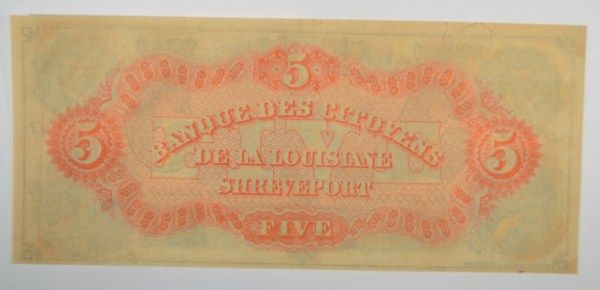 5
BANQUE DES CITOYENS
5 5
DE LA LOUISIANE
SHREVEPORT
FIVE